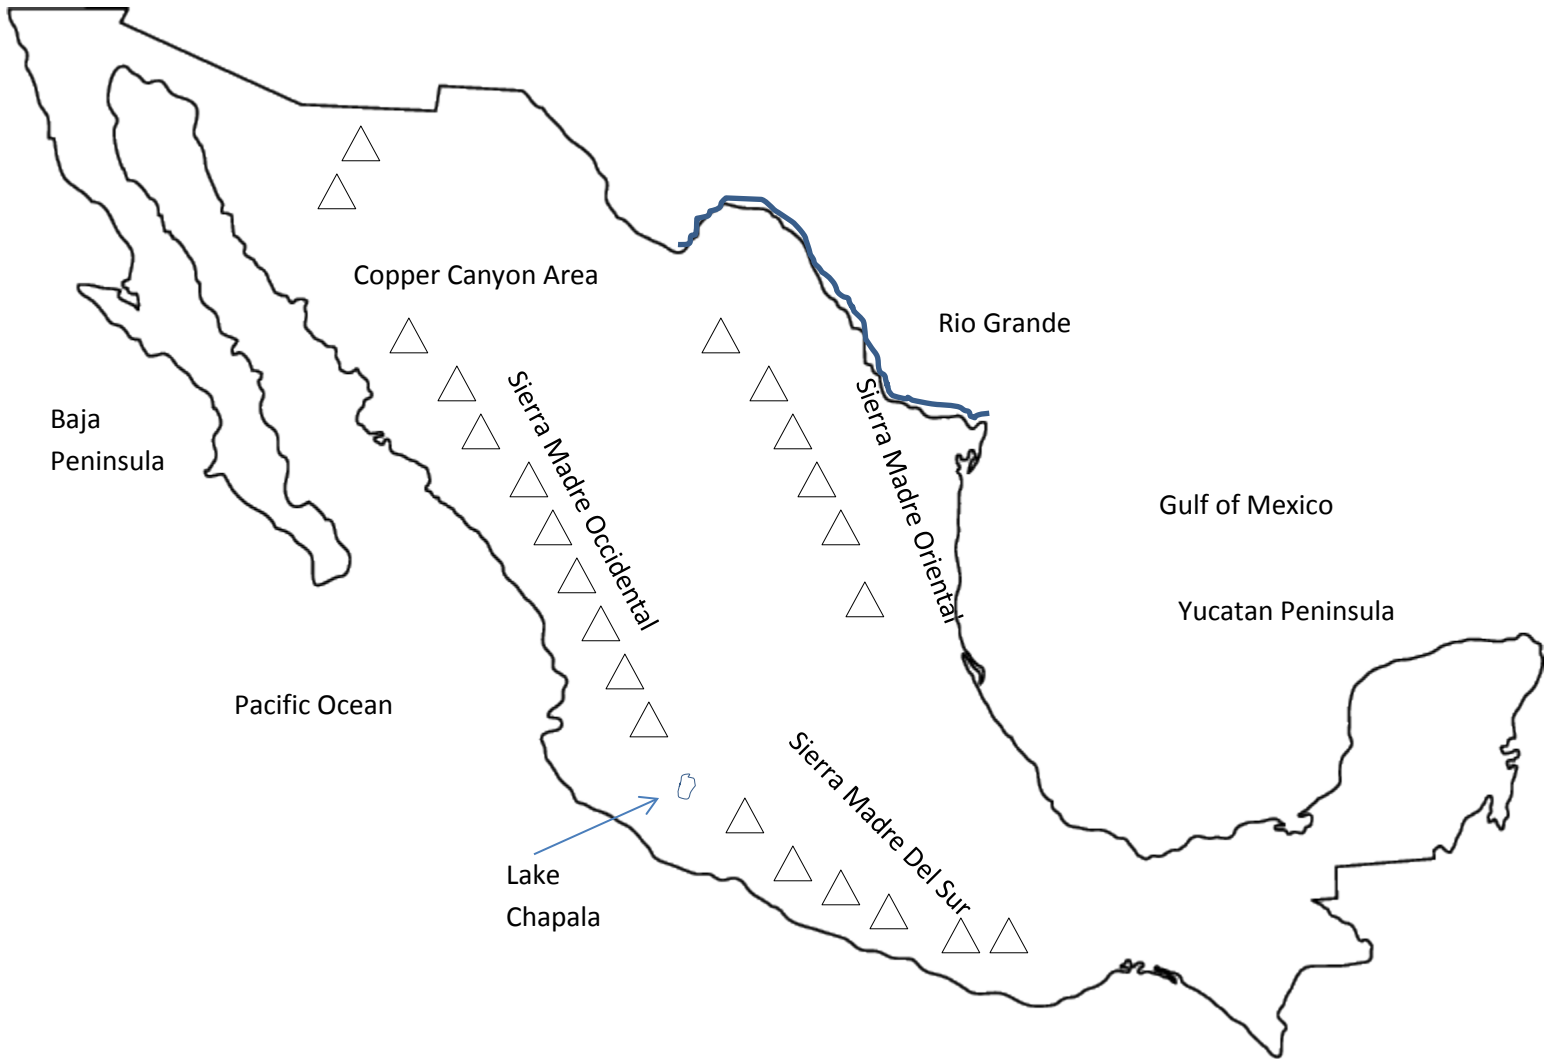 Copper Canyon Area
Rio Grande
Sierra Madre Occidental
Sierra Madre Oriental
Baja
Peninsula
Gulf of Mexico
Yucatan Peninsula
Pacific Ocean
Sierra Madre Del Sur
Lake
Chapala